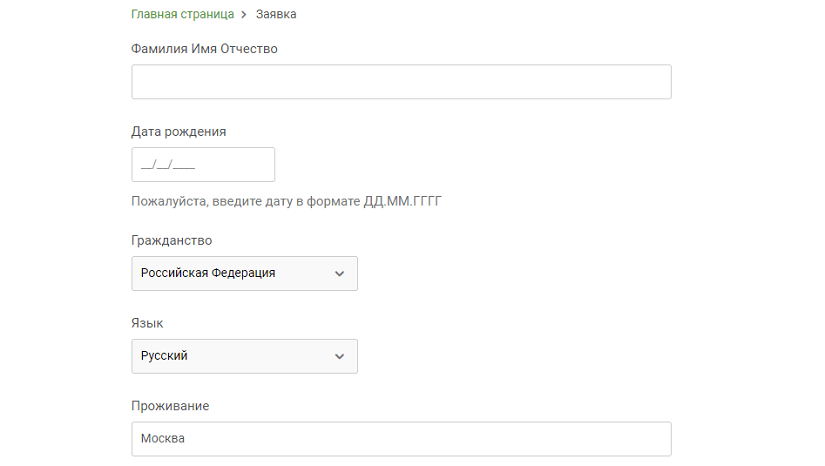 Главная страница > Заявка
Фамилия Имя Отчество
Дата рождения
__/__/____
Пожалуйста, введите дату в формате ДД.ММ.ГГГГ
Гражданство
Российская Федерация
Язык
Русский
Проживание
Москва